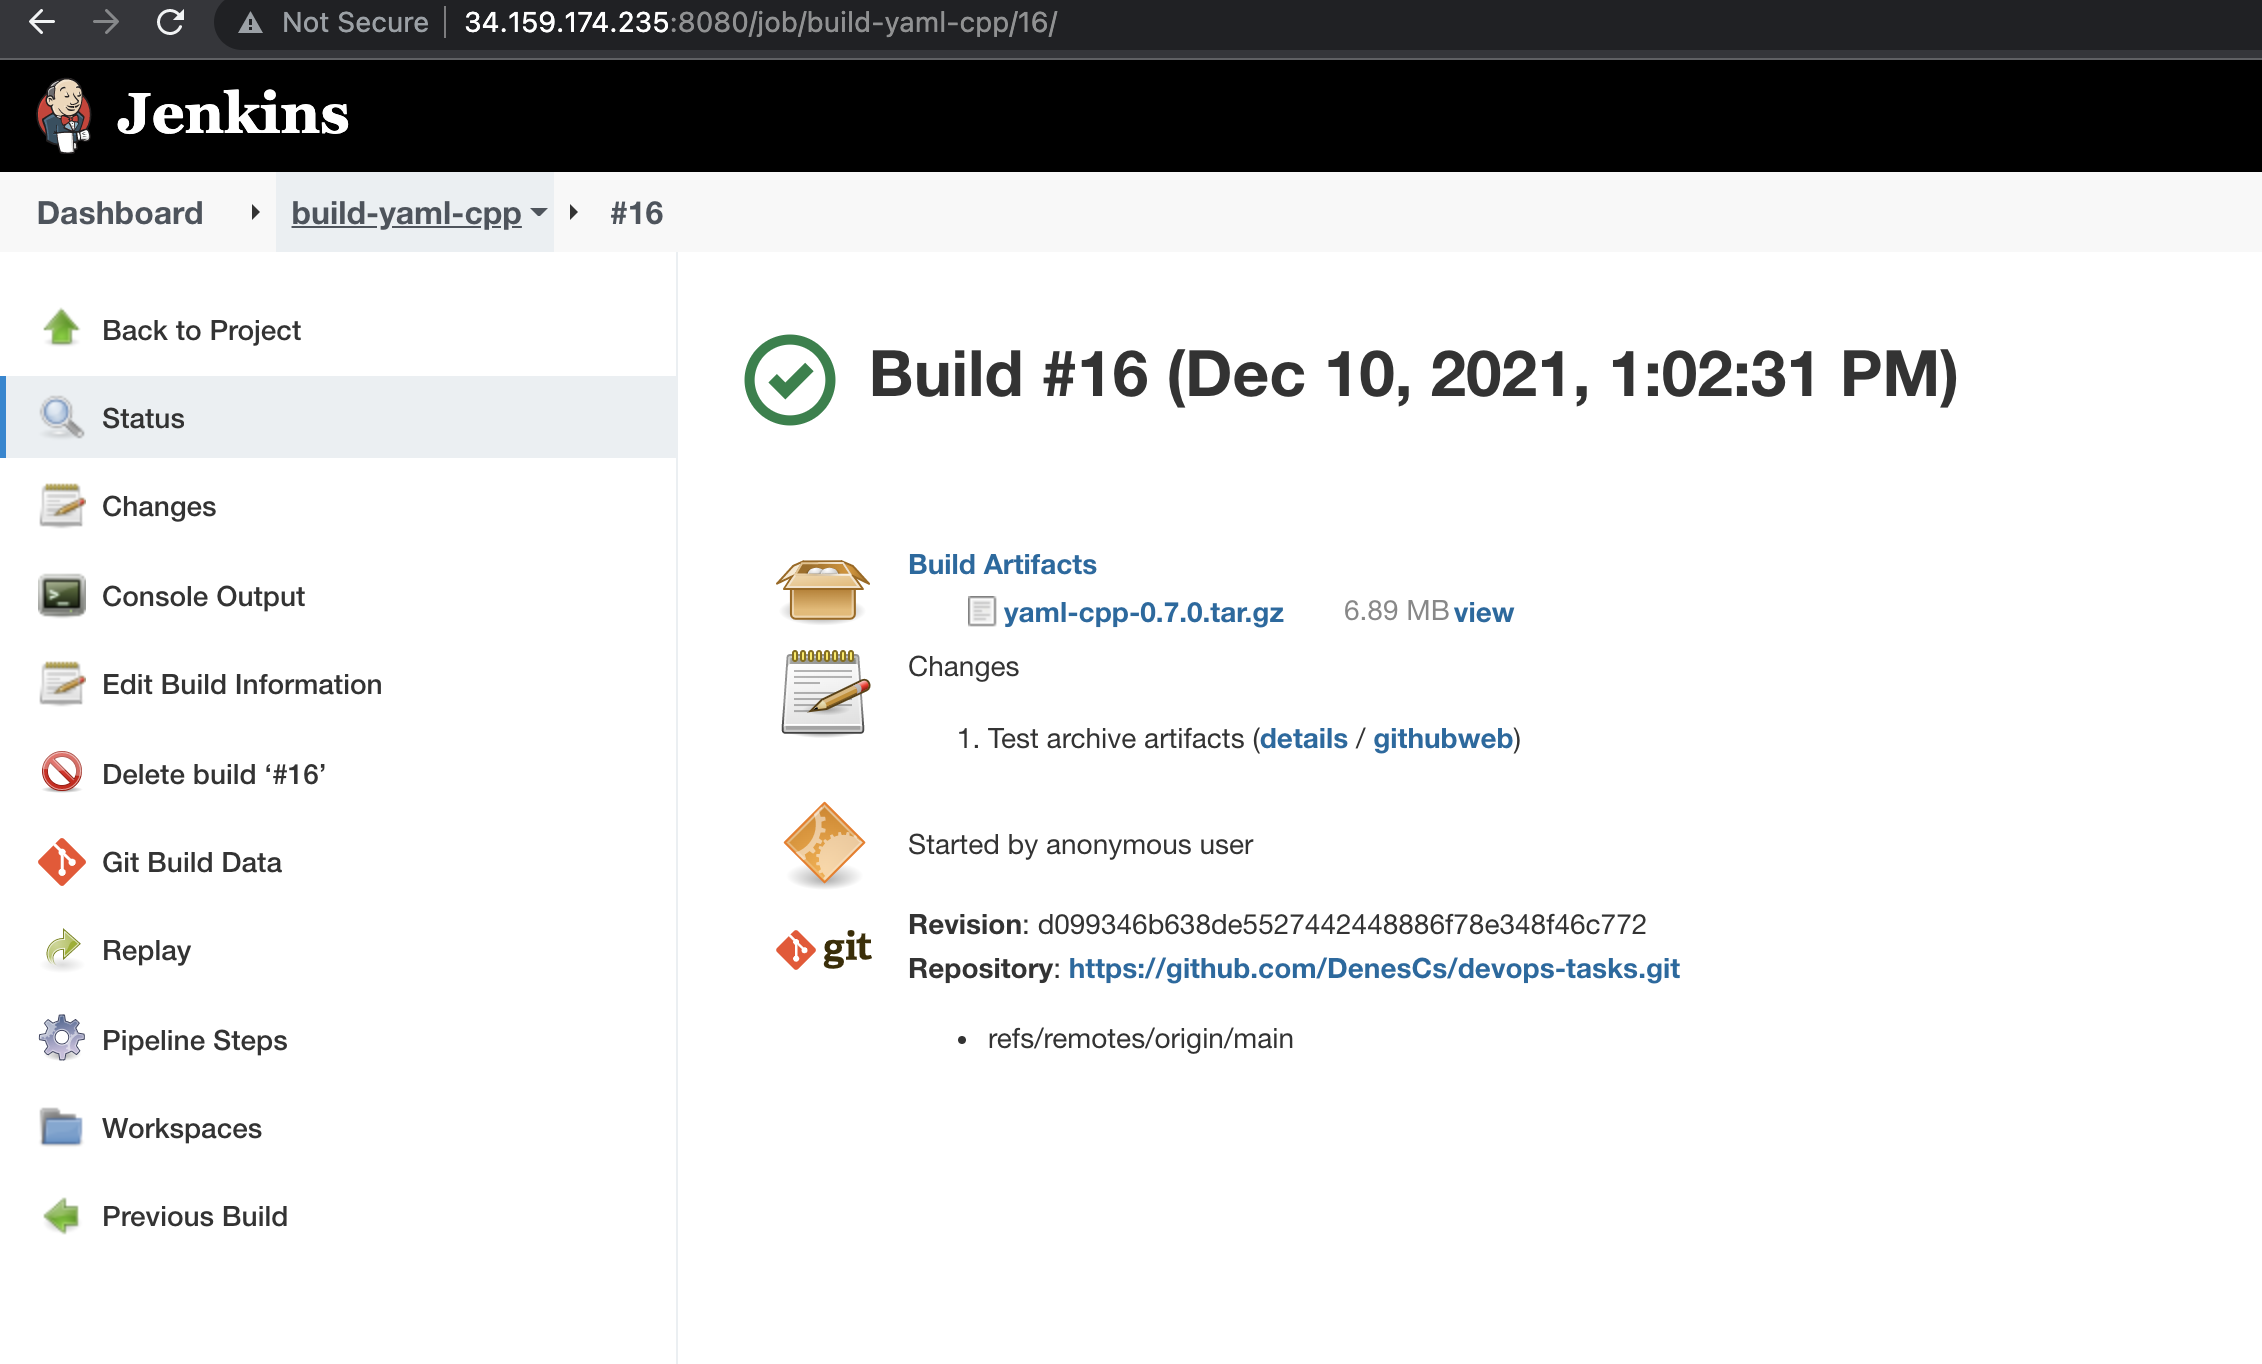 Not Secure | 34.159.174.235:8080/job/build-yaml-cpp/16/
Jenkins
Dashboard build-yaml-cpp #16
Back to Project
Status
Changes
Console Output
Edit Build Information
Delete build ‘#16’
Git Build Data
Replay
Pipeline Steps
Workspaces
Previous Build
Build #16 (Dec 10, 2021, 1:02:31 PM)
Build Artifacts
yaml-cpp-0.7.0.tar.gz 6.89 MB view
Changes
1. Test archive artifacts (details / githubweb)
Started by anonymous user
git
Revision: d099346b638de5527442448886f78e348f46c772
Repository: https://github.com/DenesCs/devops-tasks.git
• refs/remotes/origin/main